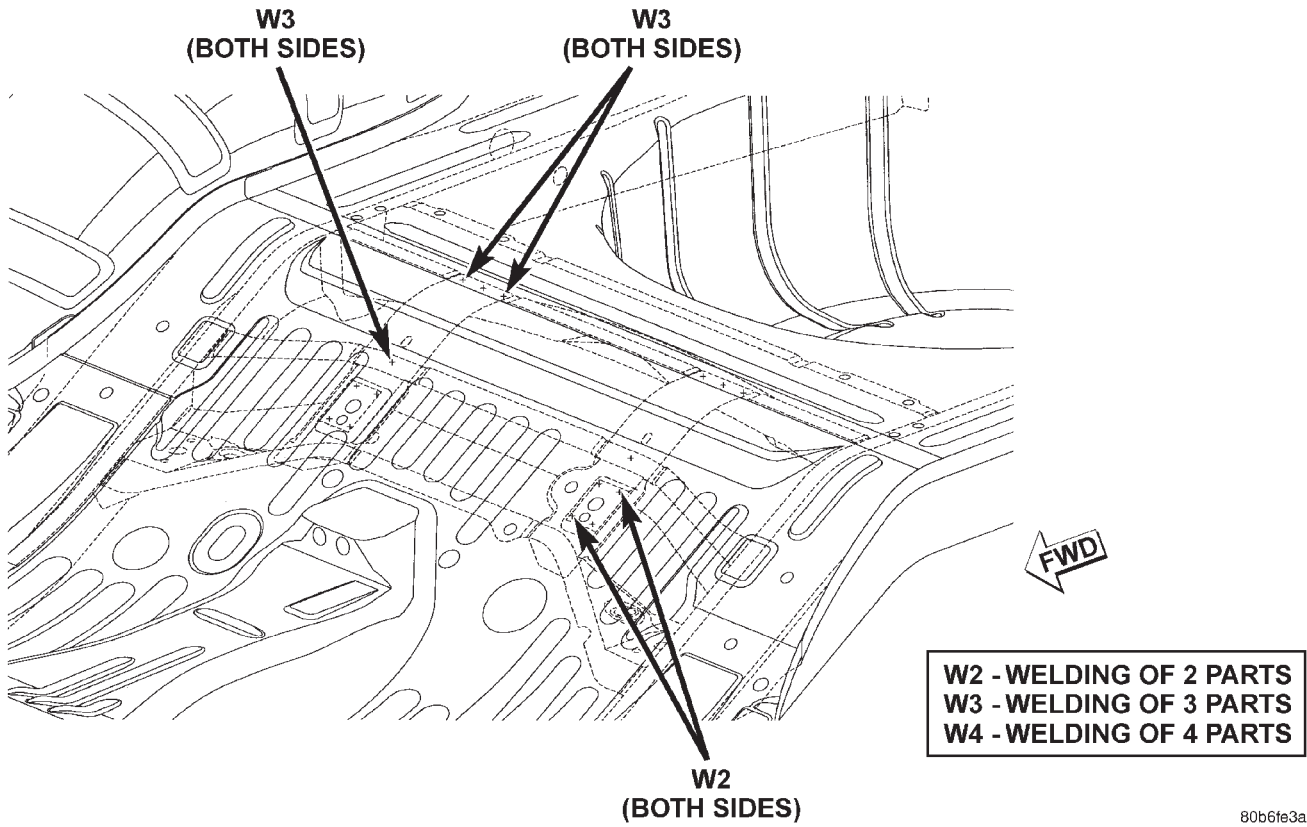 W3
(BOTH SIDES)
W3
(BOTH SIDES)
FWD
W2 - WELDING OF 2 PARTS
W3 - WELDING OF 3 PARTS
W4 - WELDING OF 4 PARTS
W2
(BOTH SIDES)
80b6fe3a